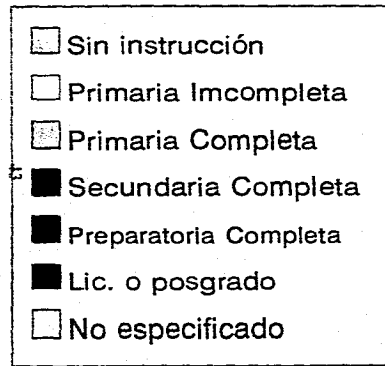 Sin instrucción
Primaria Imcompleta
Primaria Completa
Secundaria Completa
Preparatoria Completa
Lic. o posgrado
No especificado